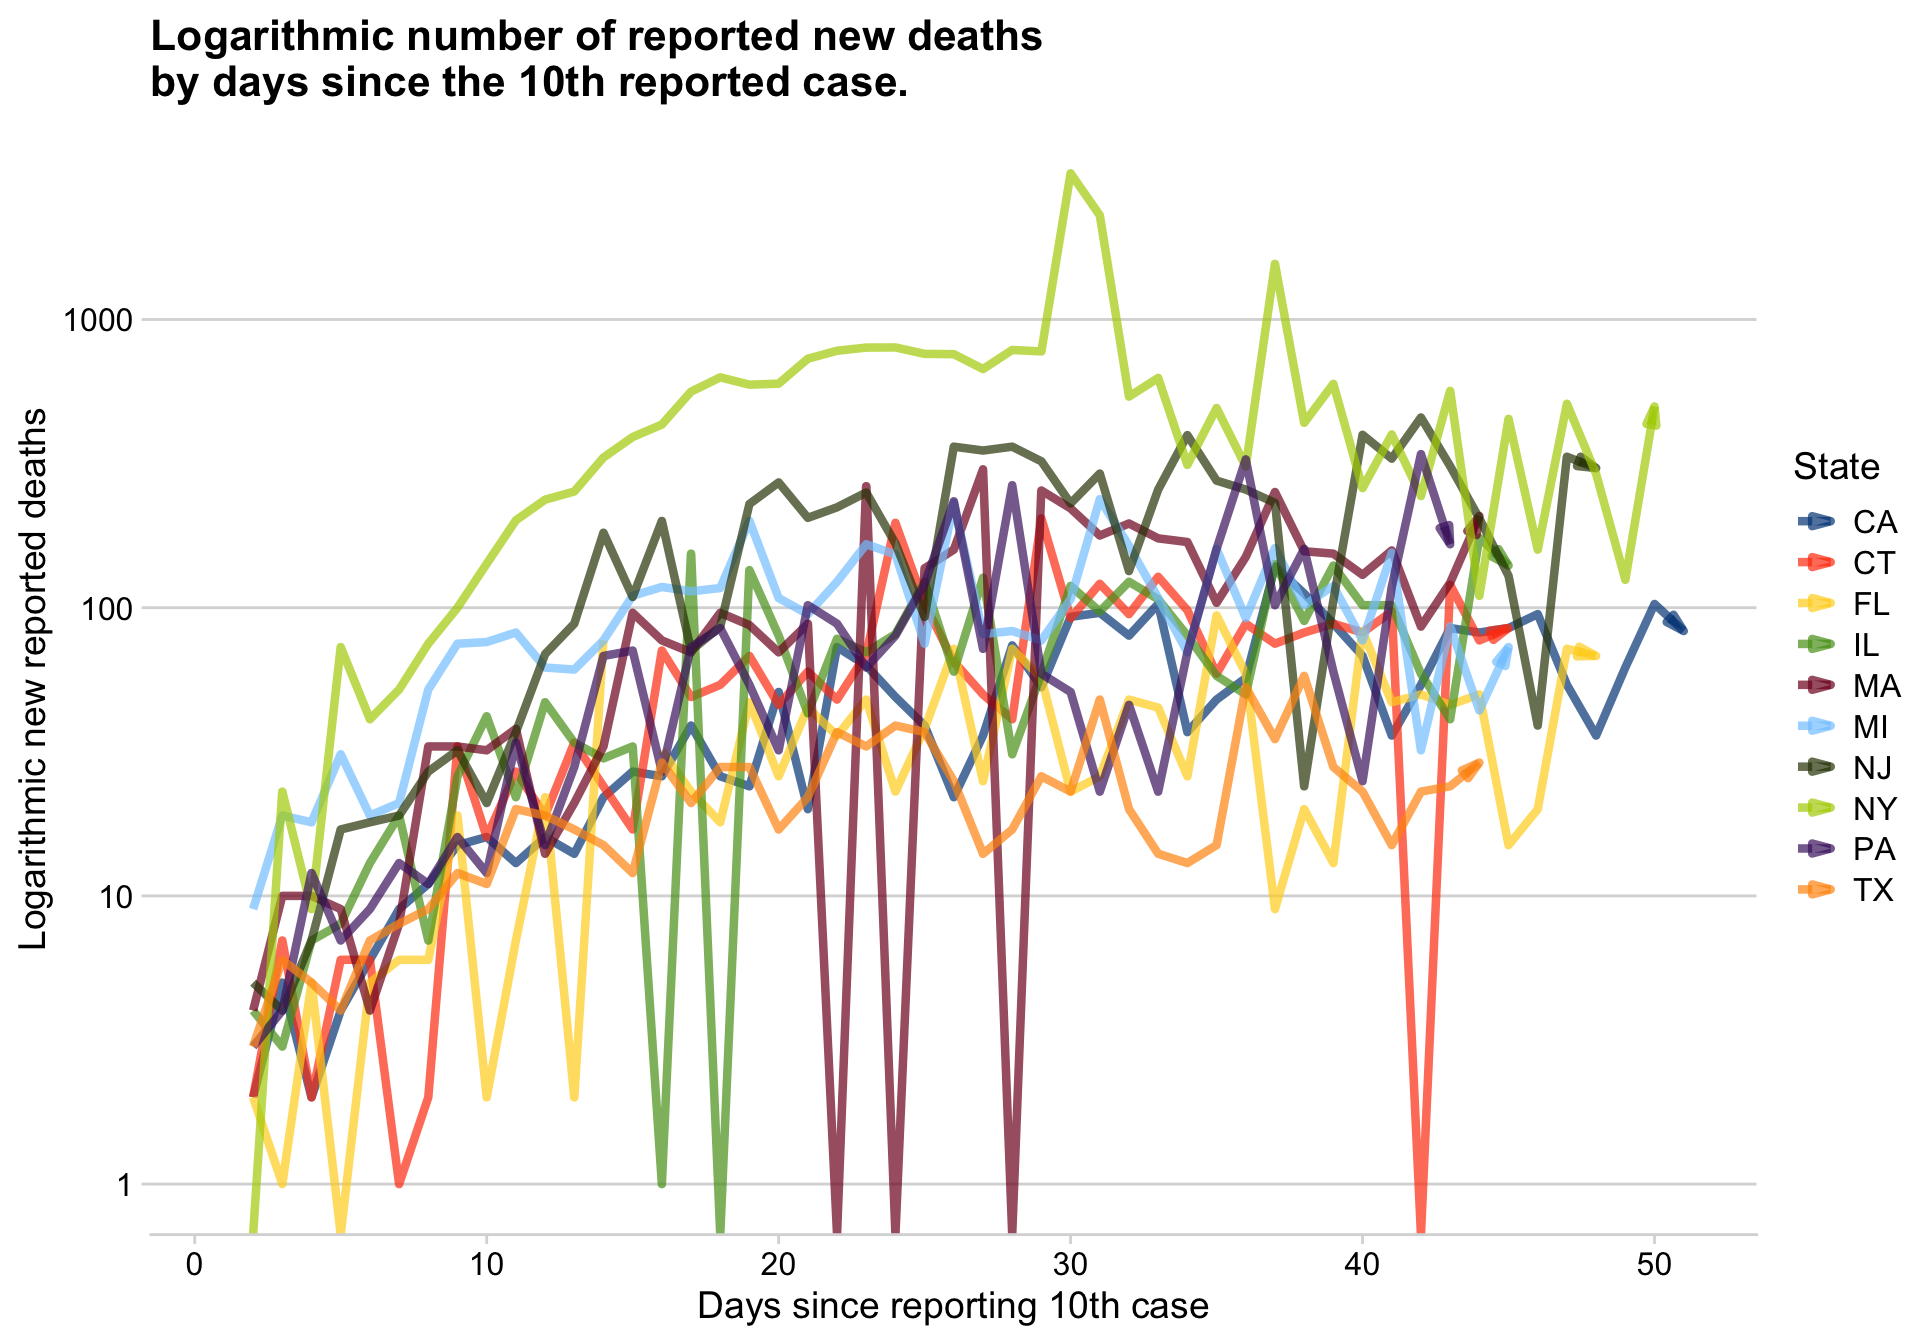 Logarithmic number of reported new deaths
by days since the 10th reported case.
Logarithmic new reported deaths
1000
100
10
1
0 10 20 30 40 50
Days since reporting 10th case
State
CA
CT
FL
IL
MA
MI
NJ
NY
PA
TX